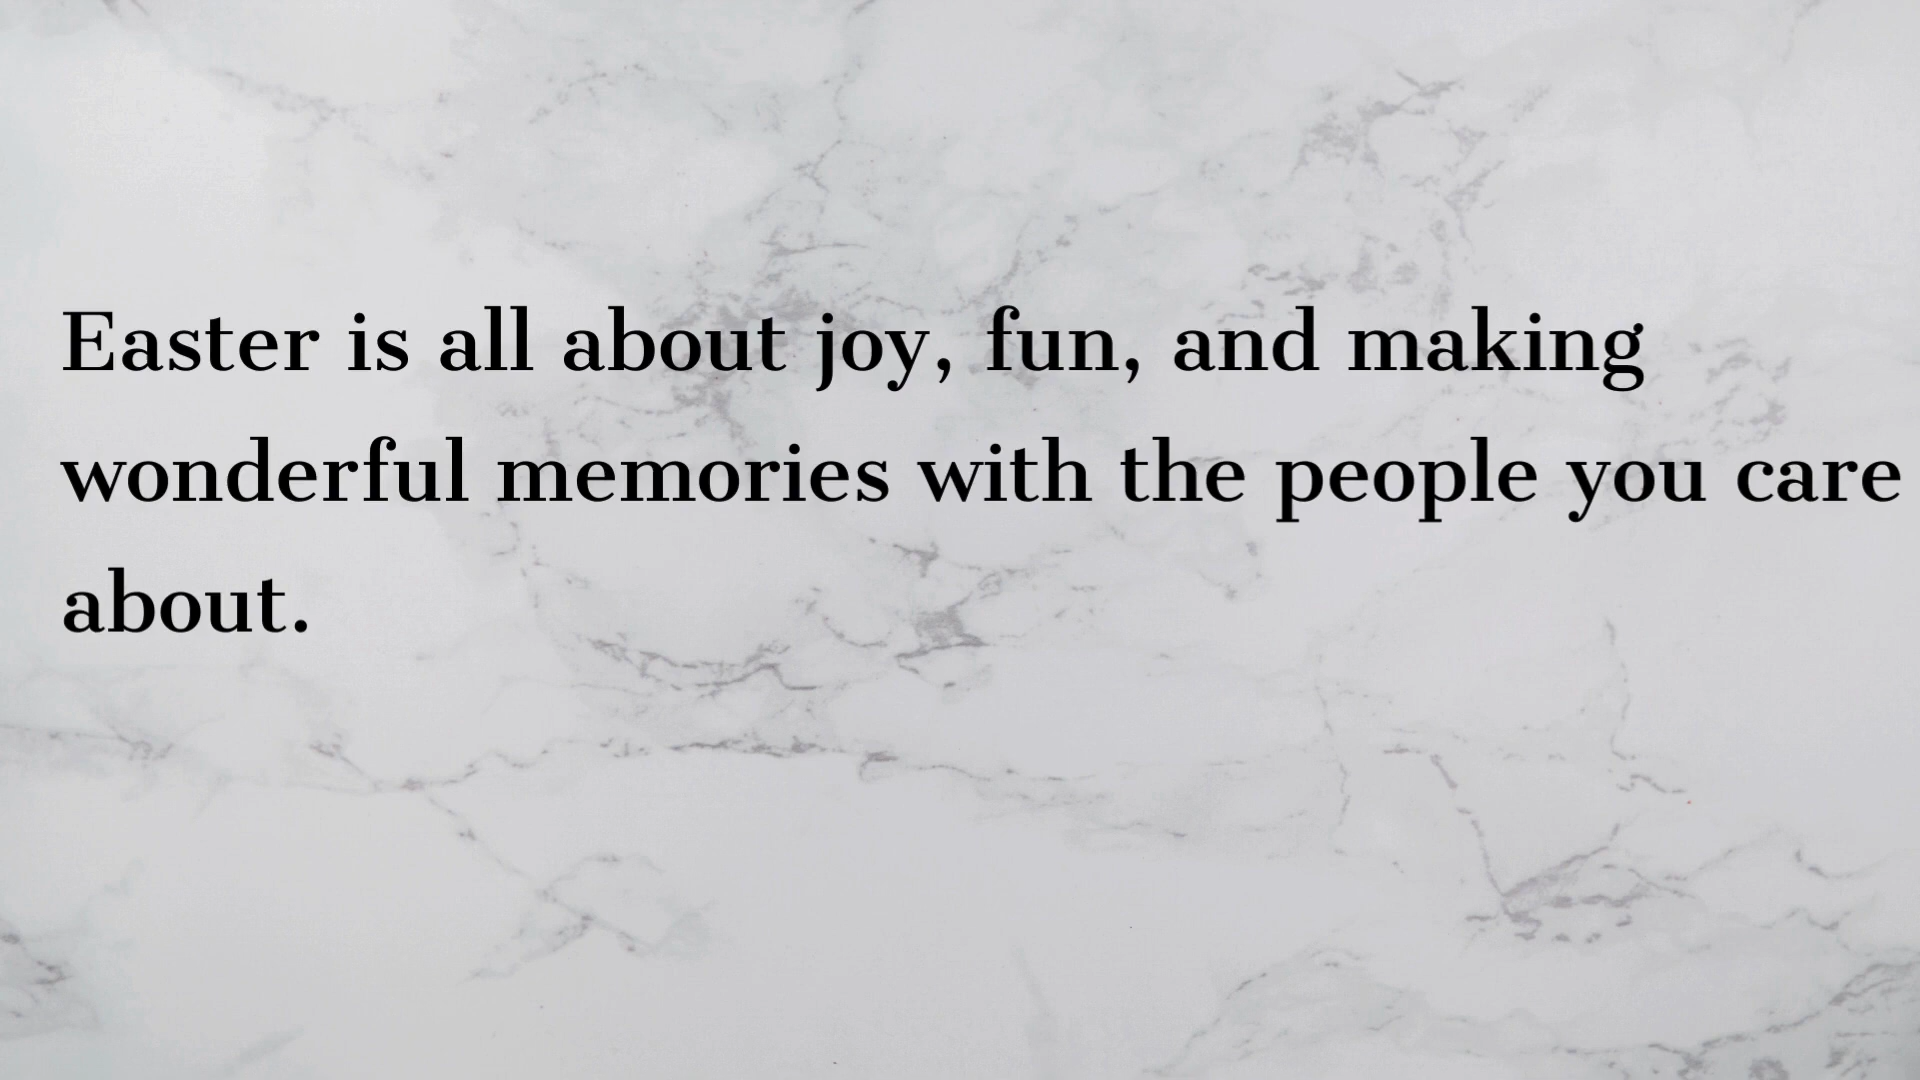 Easter is all about joy, fun, and making
wonderful memories with the people you care
about.